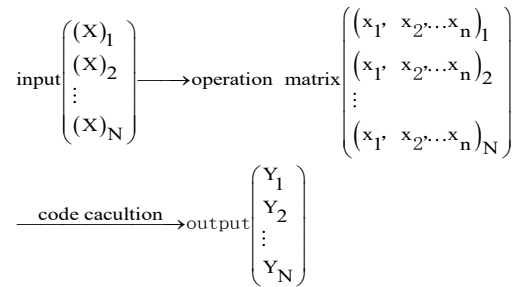 input ( (X)1 (X)2 ⋮ (X)N ) ⟶ operation matrix ( (x1, x2,…xn)1 (x1, x2,…xn)2 ⋮ (x1, x2,…xn)N )
code cacultion ⟶ output ( Y1 Y2 ⋮ YN )